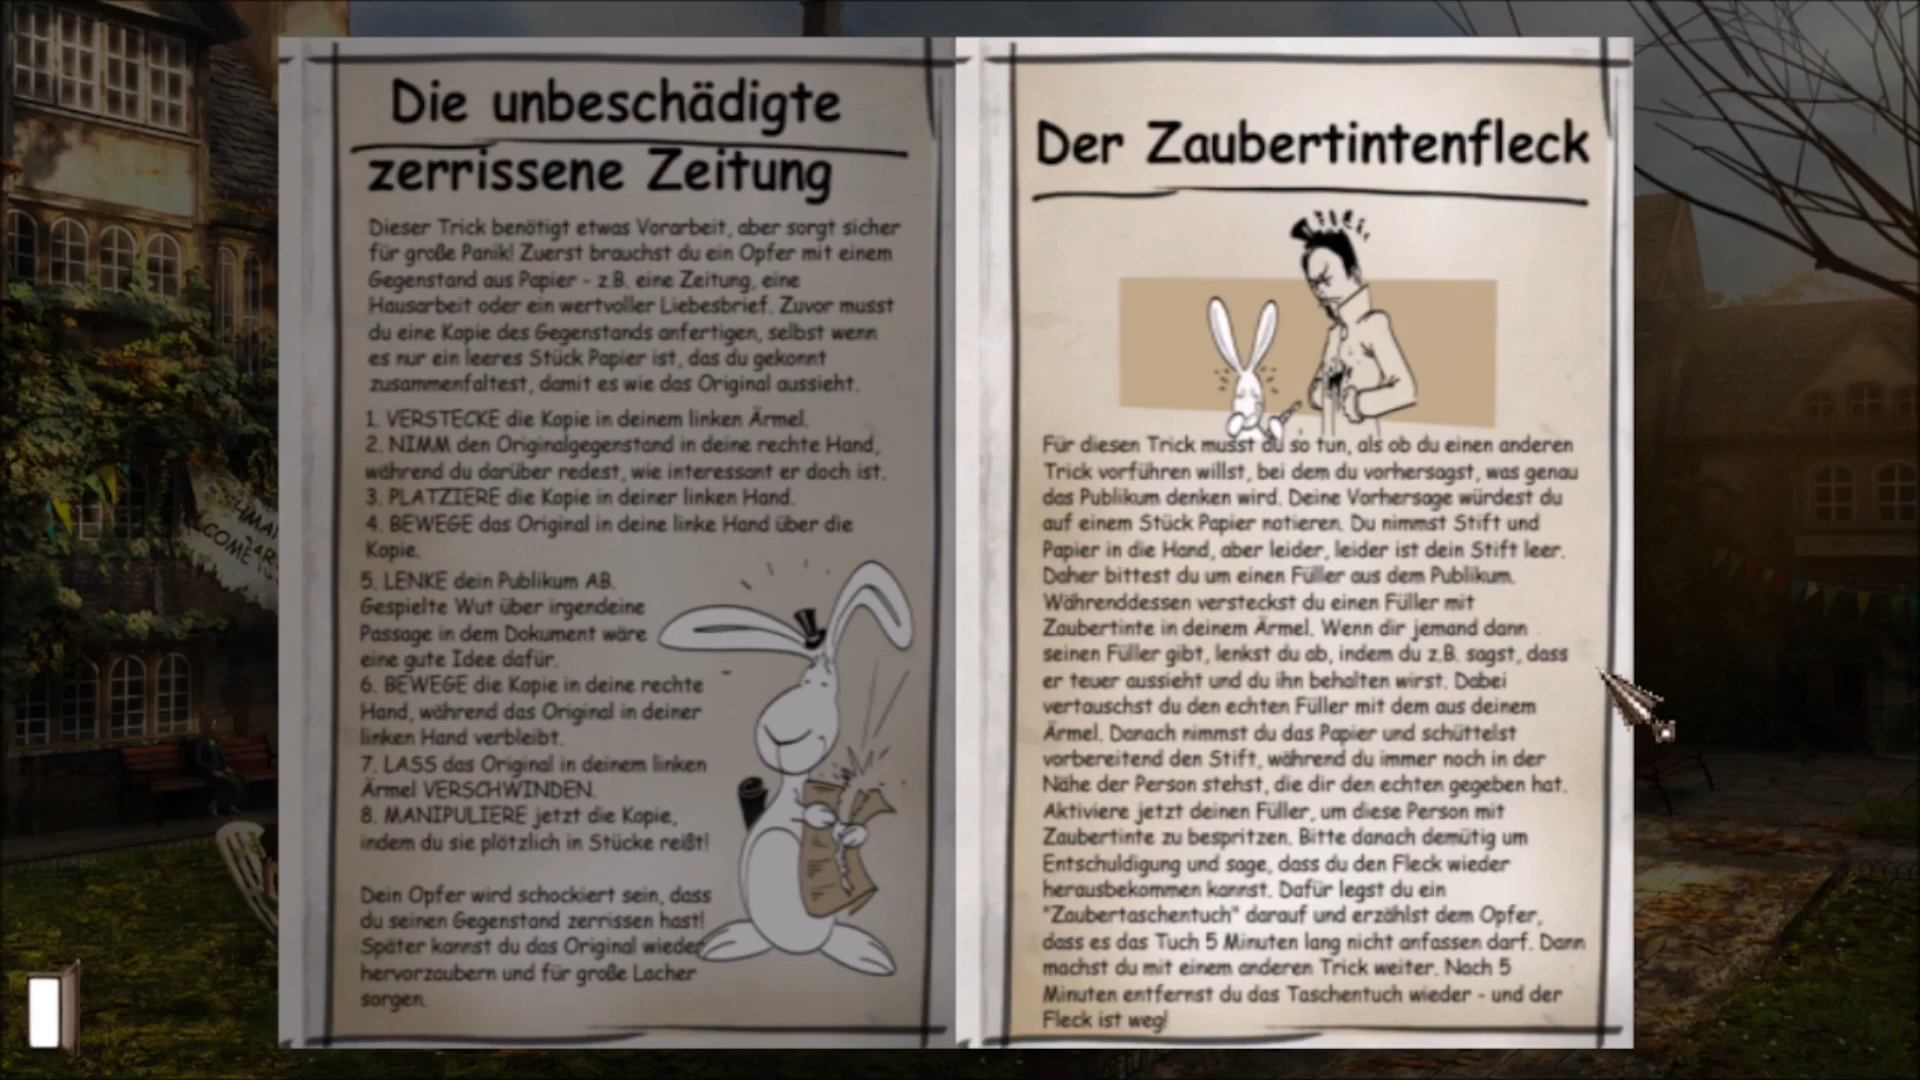 Die unbeschädigte
zerrissene Zeitung
Dieser Trick benötigt etwas Vorarbeit, aber sorgt sicher
für große Panik! Zuerst brauchst du ein Opfer mit einem
Gegenstand aus Papier - z.B. eine Zeitung, eine
Hausarbeit oder ein wertvoller Liebesbrief. Zuvor musst
du eine Kopie des Gegenstands anfertigen, selbst wenn
es nur ein leeres Stück Papier ist, das du gekonnt
zusammenfaltest, damit es wie das Original aussieht.
1. VERSTECKE die Kopie in deinem linken Ärmel.
2. NIMM den Originalgegenstand in deine rechte Hand,
während du darüber redest, wie interessant er doch ist.
3. PLATZIERE die Kopie in deiner linken Hand.
4. BEWEGE das Original in deine linke Hand über die
Kopie.
5. LENKE dein Publikum AB.
Gespielte Wut über irgendeine
Passage in dem Dokument wäre
eine gute Idee dafür.
6. BEWEGE die Kopie in deine rechte
Hand, während das Original in deiner
linken Hand verbleibt.
7. LASS das Original in deinem linken
Ärmel VERSCHWINDEN.
8. MANIPULIERE jetzt die Kopie,
indem du sie plötzlich in Stücke reißt!
Dein Opfer wird schockiert sein, dass
du seinen Gegenstand zerrissen hast!
Später kannst du das Original wieder
hervorzaubern und für große Lacher
sorgen.
Der Zaubertintenfleck
Für diesen Trick musst du so tun, als ob du einen anderen
Trick vorführen willst, bei dem du vorhersagst, was genau
das Publikum denken wird. Deine Vorhersage würdest du
auf einem Stück Papier notieren. Du nimmst Stift und
Papier in die Hand, aber leider, leider ist dein Stift leer.
Daher bittest du um einen Füller aus dem Publikum.
Währenddessen versteckst du einen Füller mit
Zaubertinte in deinem Ärmel. Wenn dir jemand dann
seinen Füller gibt, lenkst du ab, indem du z.B. sagst, dass
er teuer aussieht und du ihn behalten wirst. Dabei
vertauschst du den echten Füller mit dem aus deinem
Ärmel. Danach nimmst du das Papier und schüttelst
vorbereitend den Stift, während du immer noch in der
Nähe der Person stehst, die dir den echten gegeben hat.
Aktiviere jetzt deinen Füller, um diese Person mit
Zaubertinte zu bespritzen. Bitte danach demütig um
Entschuldigung und sage, dass du den Fleck wieder
herausbekommen kannst. Dafür legst du ein
"Zaubertaschentuch" darauf und erzählst dem Opfer,
dass es das Tuch 5 Minuten lang nicht anfassen darf. Dann
machst du mit einem anderen Trick weiter. Nach 5
Minuten entfernst du das Taschentuch wieder - und der
Fleck ist weg!